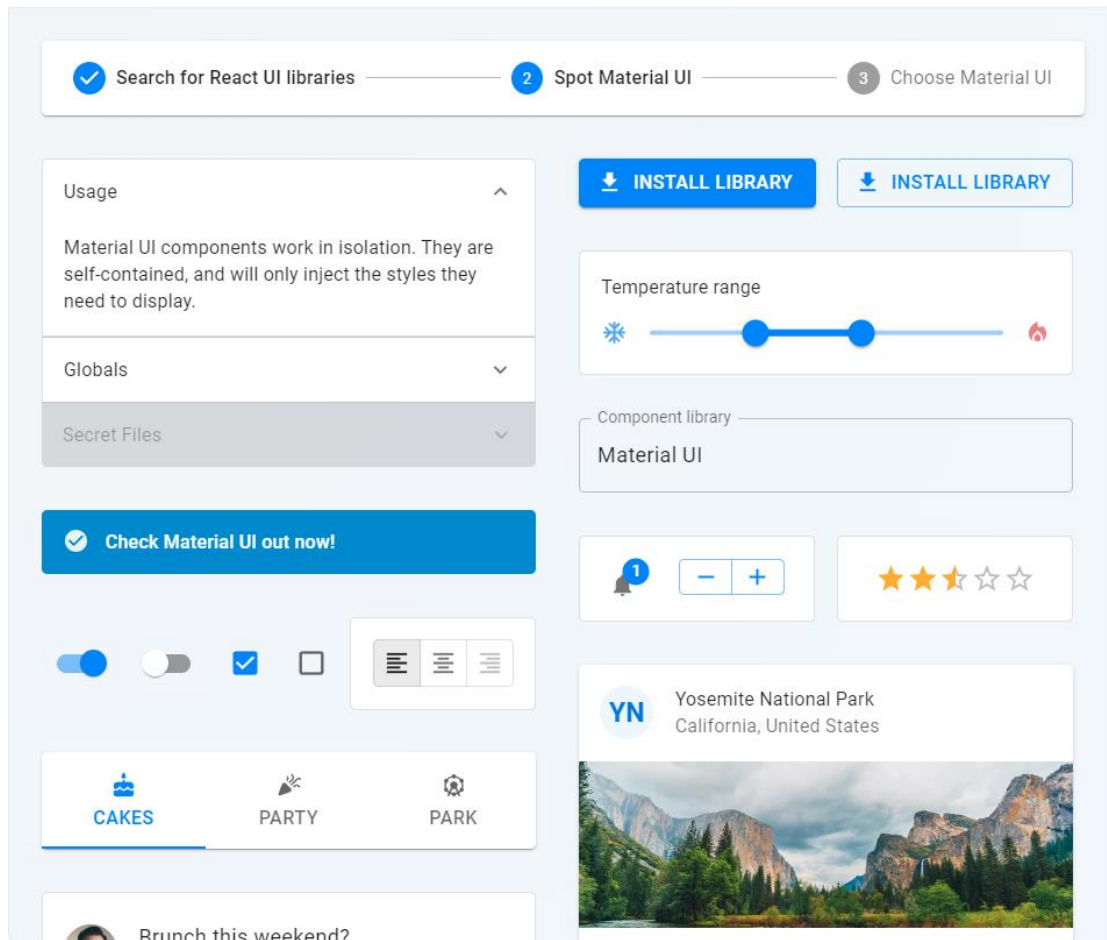 Search for React UI libraries
2
Spot Material UI
3
Choose Material UI
Usage
Material UI components work in isolation. They are
self-contained, and will only inject the styles they
need to display.
Globals
Secret Files
Check Material UI out now!
CAKES
PARTY
PARK
Brunch this weekend?
INSTALL LIBRARY
INSTALL LIBRARY
Temperature range
Component library
Material UI
1
YN
Yosemite National Park
California, United States